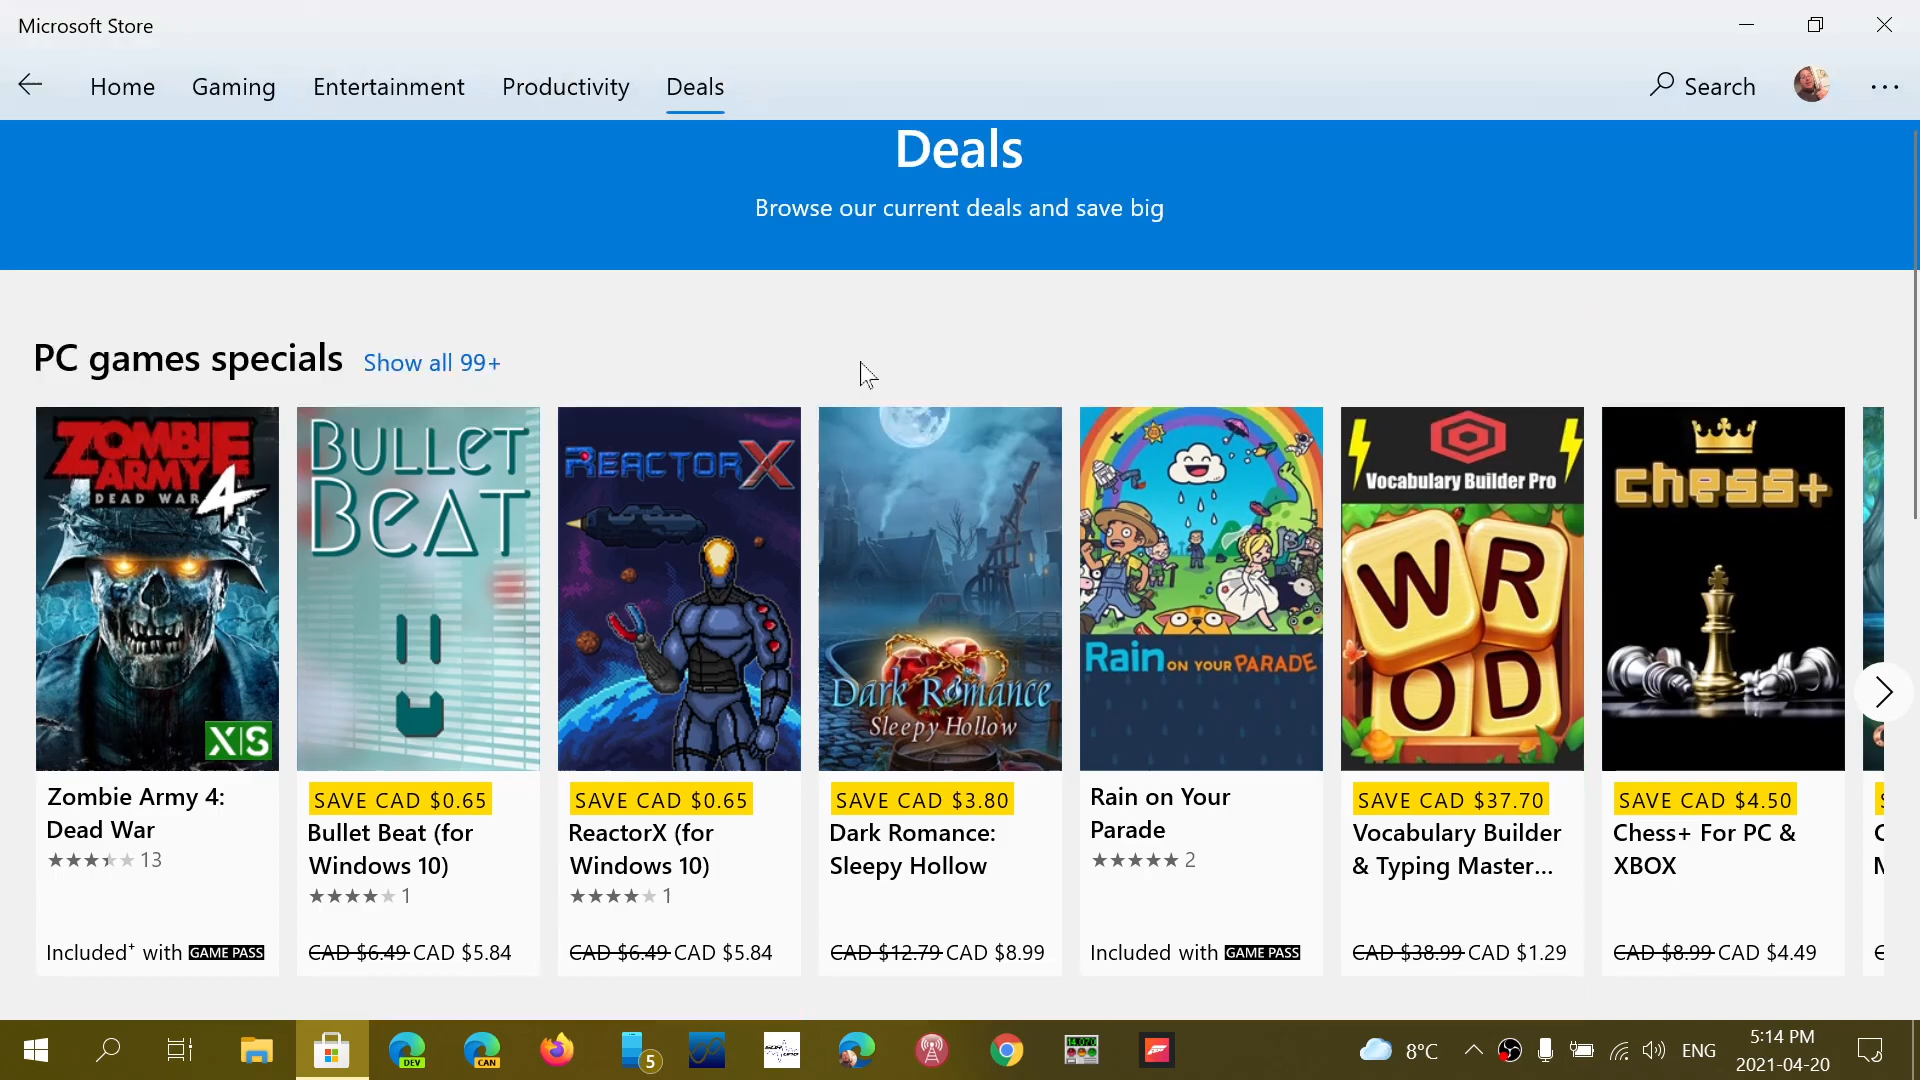 Microsoft Store
Home Gaming Entertainment Productivity Deals Search
Deals
Browse our current deals and save big
PC games specials Show all 99+
ZOMBIE
ARMY 4
DEAD WAR
X|S
BULLET
BEAT
REACTORX
Dark Romance
Sleepy Hollow
Rain ON YOUR PARADE
Vocabulary Builder Pro
W R
O D
chess+
Zombie Army 4:
Dead War
13
Included+ with GAME PASS
SAVE CAD $0.65
Bullet Beat (for
Windows 10)
1
CAD $6.49 CAD $5.84
SAVE CAD $0.65
ReactorX (for
Windows 10)
1
CAD $6.49 CAD $5.84
SAVE CAD $3.80
Dark Romance:
Sleepy Hollow
CAD $12.79 CAD $8.99
Rain on Your
Parade
2
Included with GAME PASS
SAVE CAD $37.70
Vocabulary Builder
& Typing Master...
CAD $38.99 CAD $1.29
SAVE CAD $4.50
Chess+ For PC &
XBOX
CAD $8.99 CAD $4.49
DEV CAN 5 8°C ENG 5:14 PM
2021-04-20